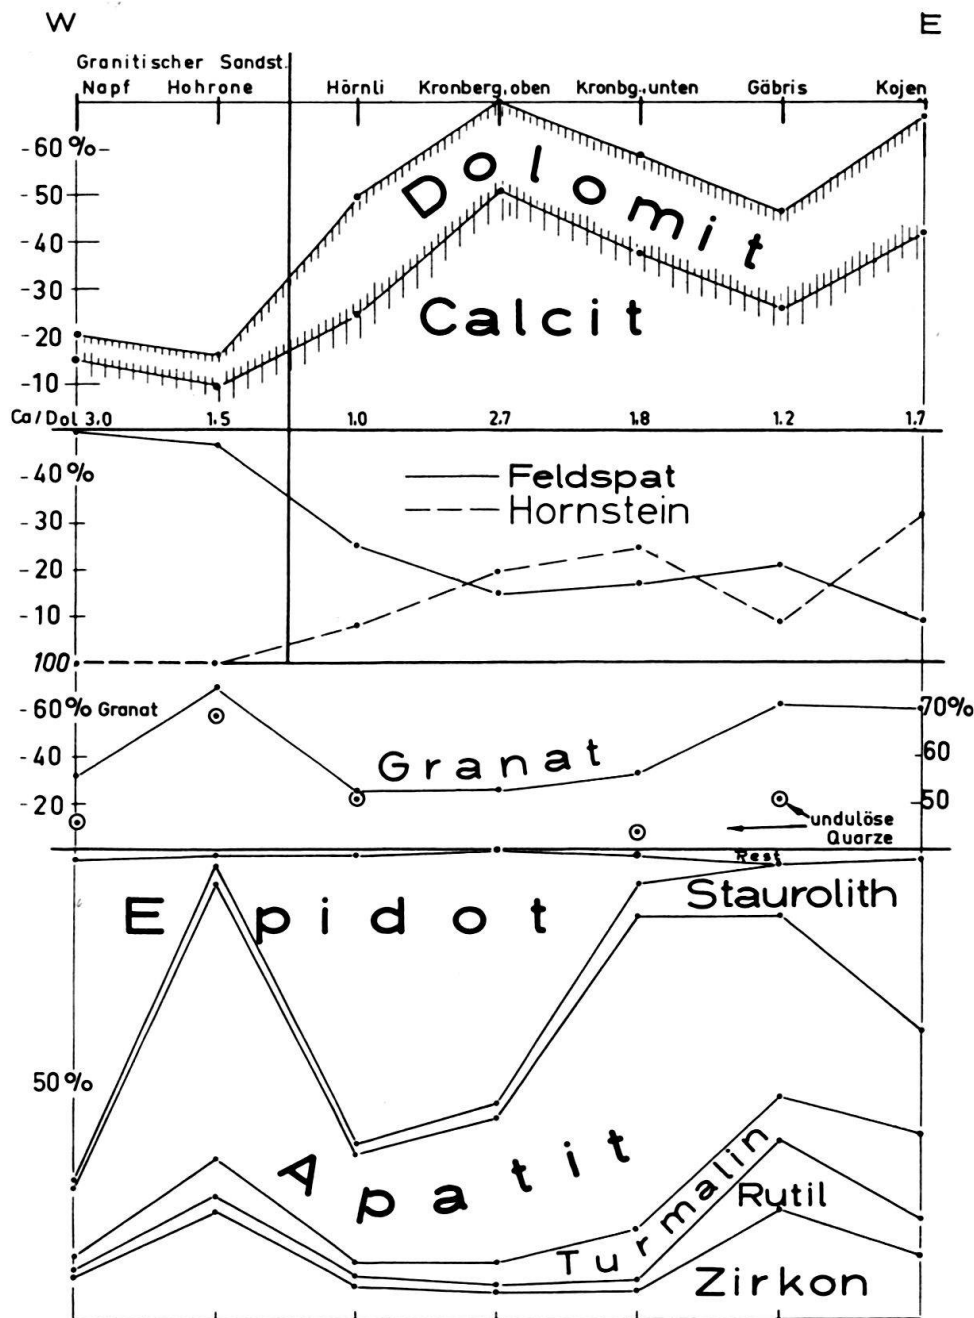 W E
Granitischer Sandst.
Napf Hohrone Hörnli Kronberg, oben Kronbg., unten Gäbris Kojen
-60%-
-50
-40
-30
-20
-10
Dolomit
Calcit
Ca/Dol 3.0 1.5 1.0 2.7 1.8 1.2 1.7
-40%
-30
-20
-10
100
Feldspat
Hornstein
-60% Granat
-40
-20
Granat
70%
60
50
undulöse
Quarze
Rest
Epidot
Staurolith
50%
Apatit
Turmalin
Rutil
Zirkon